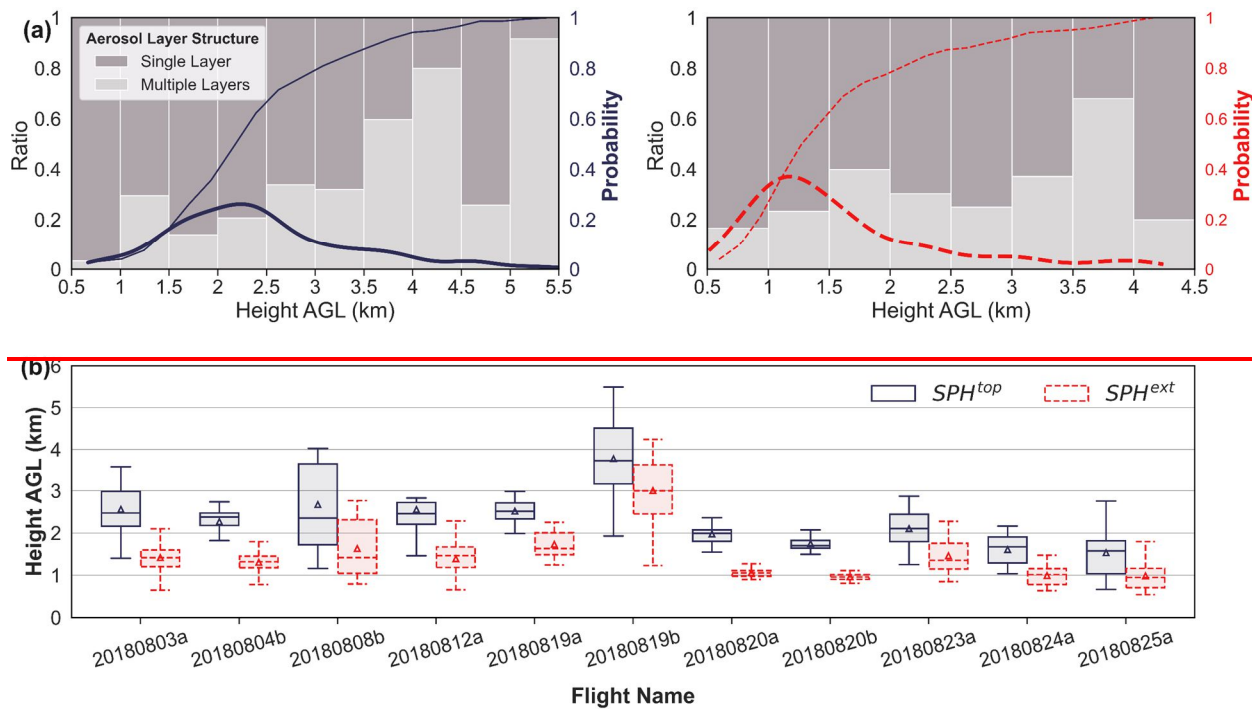 (a)
Aerosol Layer Structure
Single Layer
Multiple Layers
Ratio
1
0.8
0.6
0.4
0.2
0
0.5 1 1.5 2 2.5 3 3.5 4 4.5 5 5.5
Height AGL (km)
1
0.8
0.6
0.4
0.2
0
Probability
Ratio
1
0.8
0.6
0.4
0.2
0
0.5 1 1.5 2 2.5 3 3.5 4 4.5
Height AGL (km)
1
0.8
0.6
0.4
0.2
0
Probability
(b)
Height AGL (km)
6
5
4
3
2
1
0
SPH^top SPH^ext
20180803a 20180804b 20180808b 20180812a 20180819a 20180819b 20180820a 20180820b 20180823a 20180824a 20180825a
Flight Name